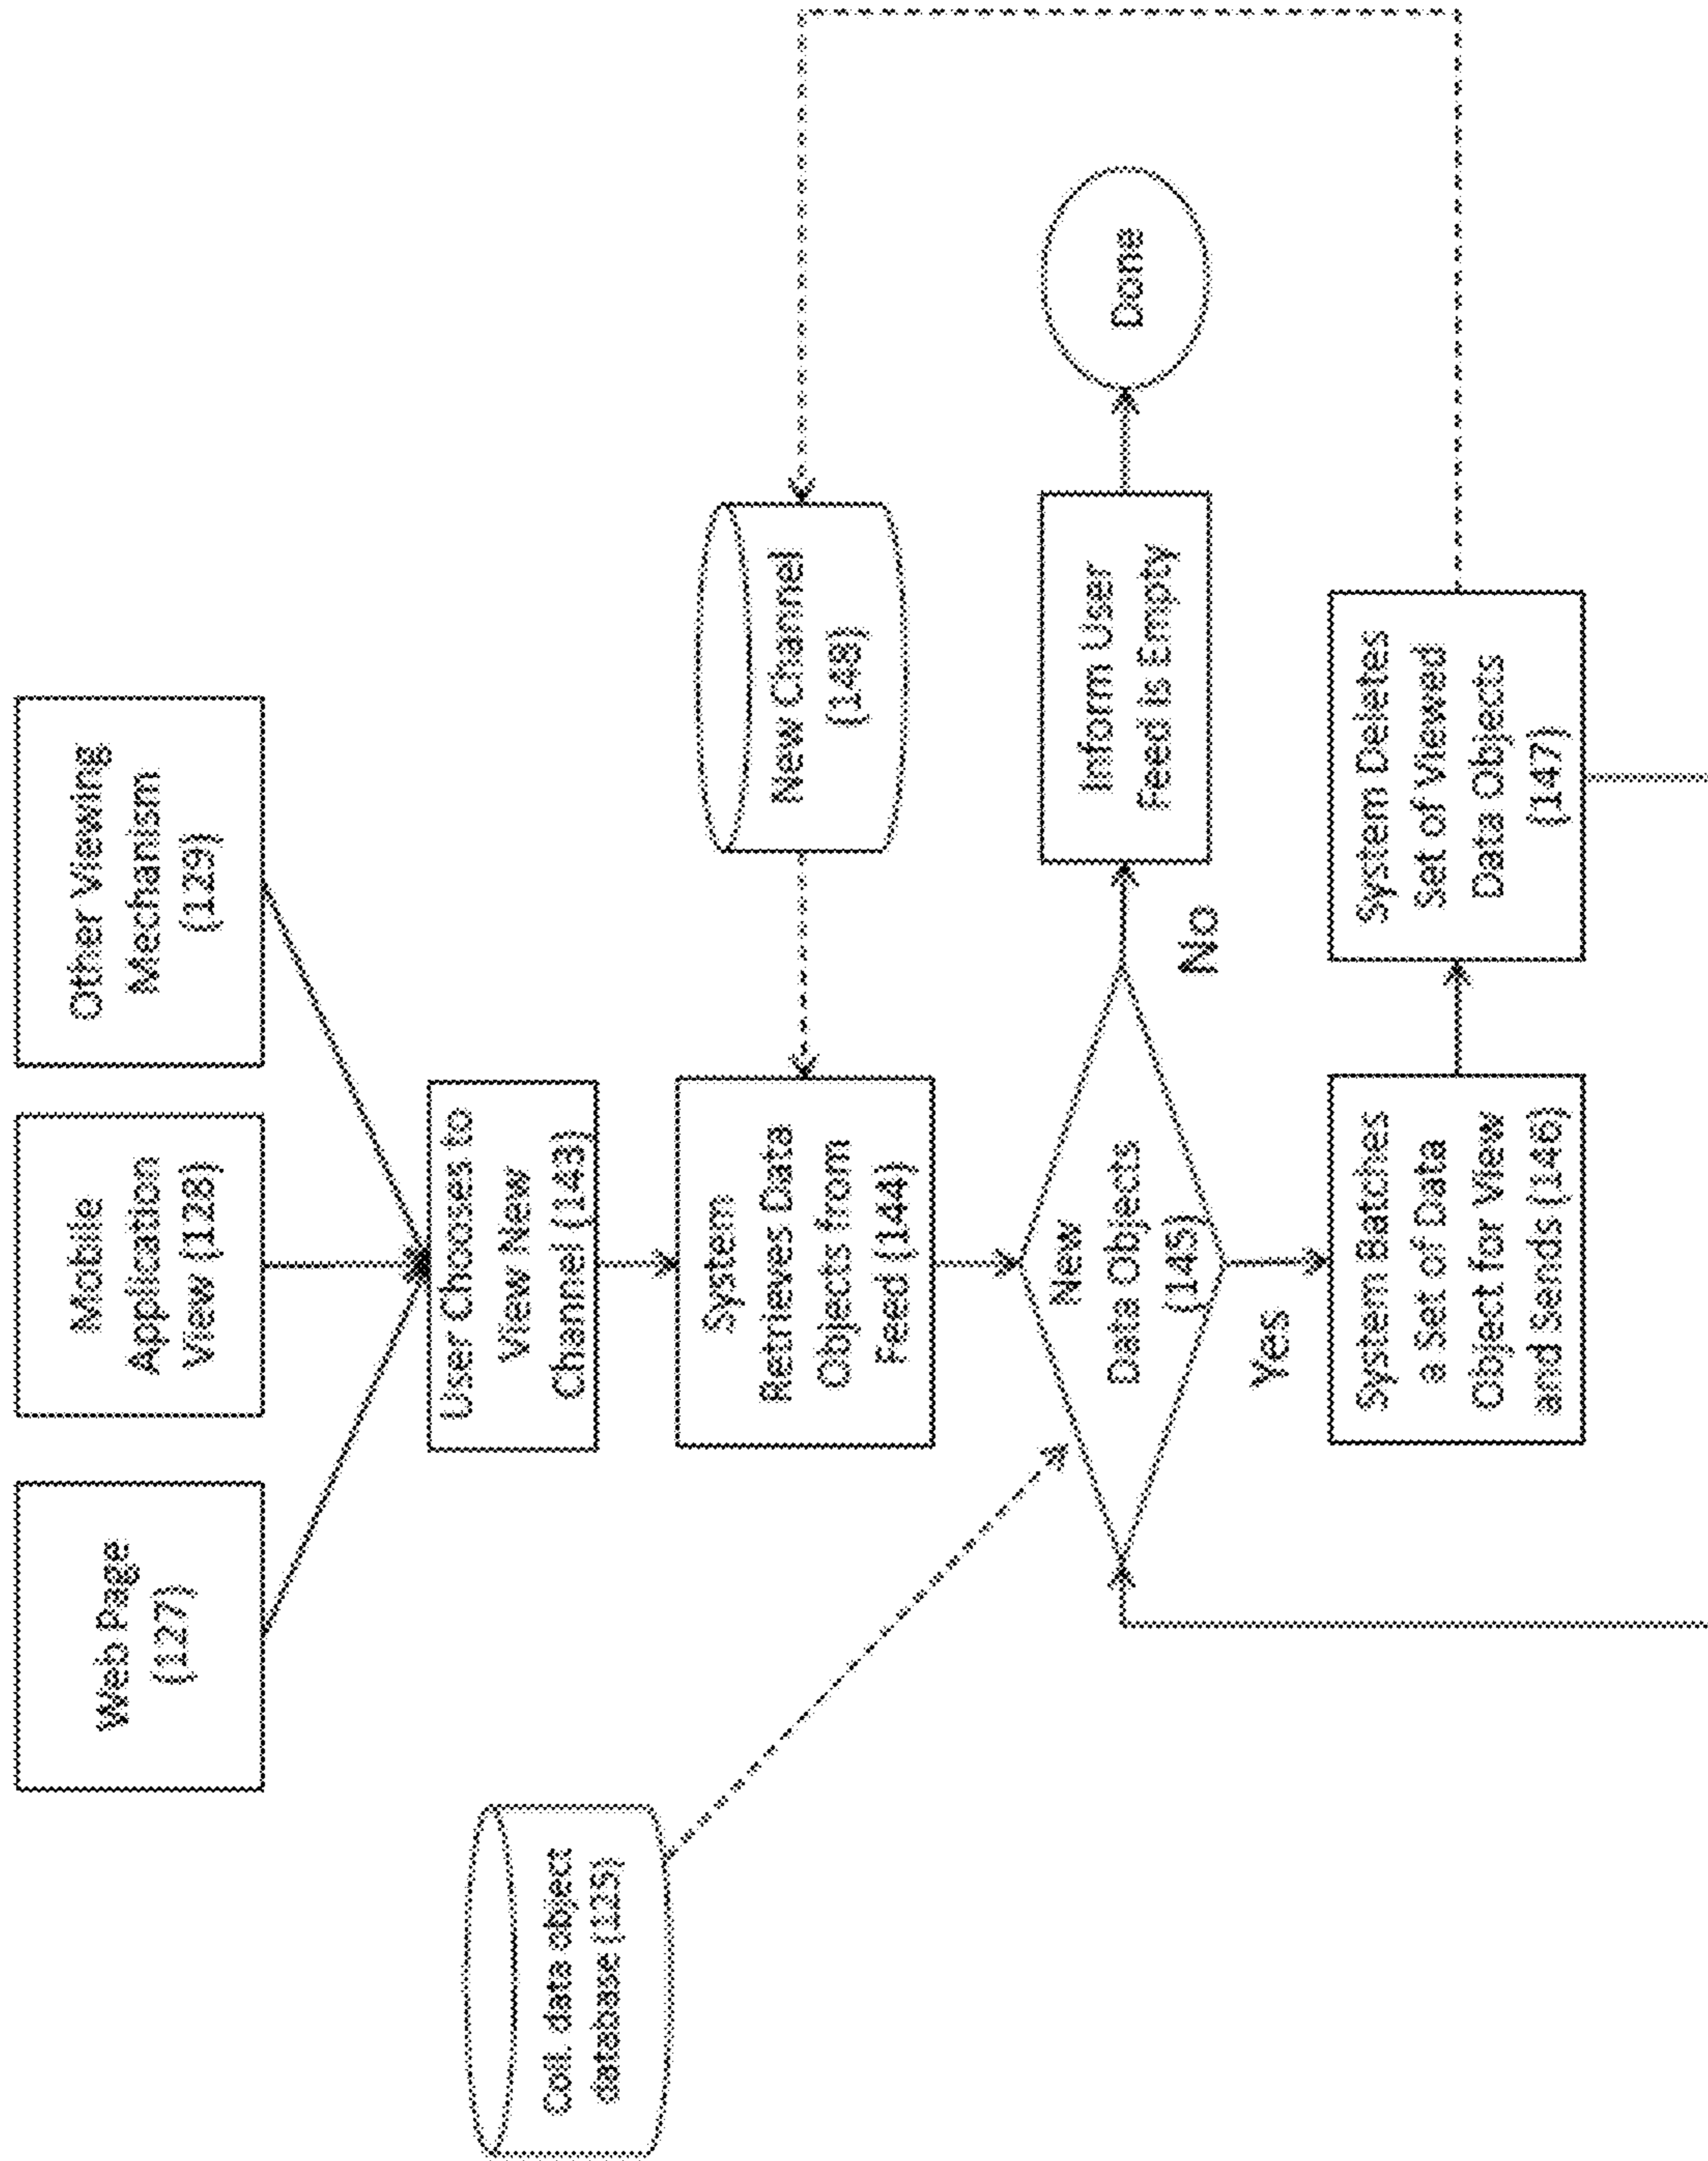 Web Page
(127)
Mobile
Application
View (128)
Other Viewing
Mechanism
(129)
User Chooses to
View New
Channel (143)
Coll. data object
database (125)
System
Retrieves Data
Objects from
Feed (144)
New Channel
(148)
New
Data Objects
(145)
No
Inform User
Feed is Empty
Done
Yes
System Batches
a Set of Data
Object for View
and Sends (146)
System Deletes
Set of Viewed
Data Objects
(147)